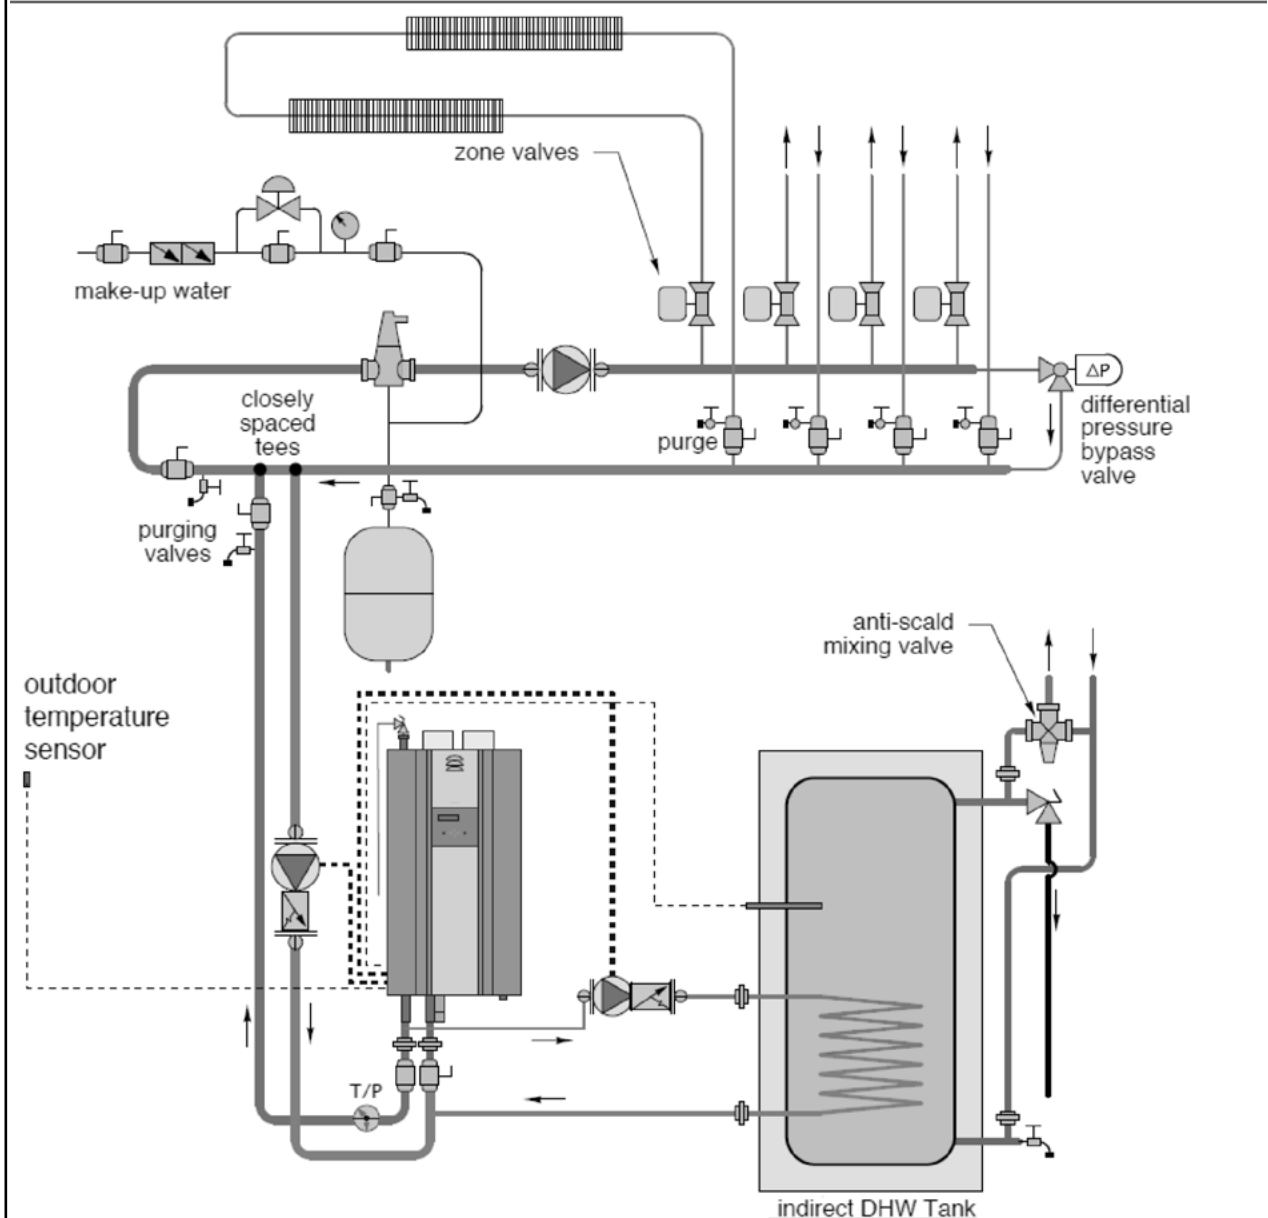 zone valves
make-up water
closely
spaced
tees
ΔP
differential
pressure
bypass
valve
purge
purging
valves
anti-scald
mixing valve
outdoor
temperature
sensor
T/P
indirect DHW Tank